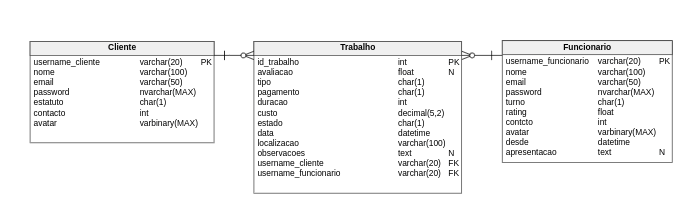 Cliente
username_cliente varchar(20) PK
nome varchar(100)
email varchar(50)
password nvarchar(MAX)
estatuto char(1)
contacto int
avatar varbinary(MAX)
Trabalho
id_trabalho int PK
avaliacao float N
tipo char(1)
pagamento char(1)
duracao int
custo decimal(5,2)
estado char(1)
data datetime
localizacao varchar(100)
observacoes text N
username_cliente varchar(20) FK
username_funcionario varchar(20) FK
Funcionario
username_funcionario varchar(20) PK
nome varchar(100)
email varchar(50)
password nvarchar(MAX)
turno char(1)
rating float
contcto int
avatar varbinary(MAX)
desde datetime
apresentacao text N